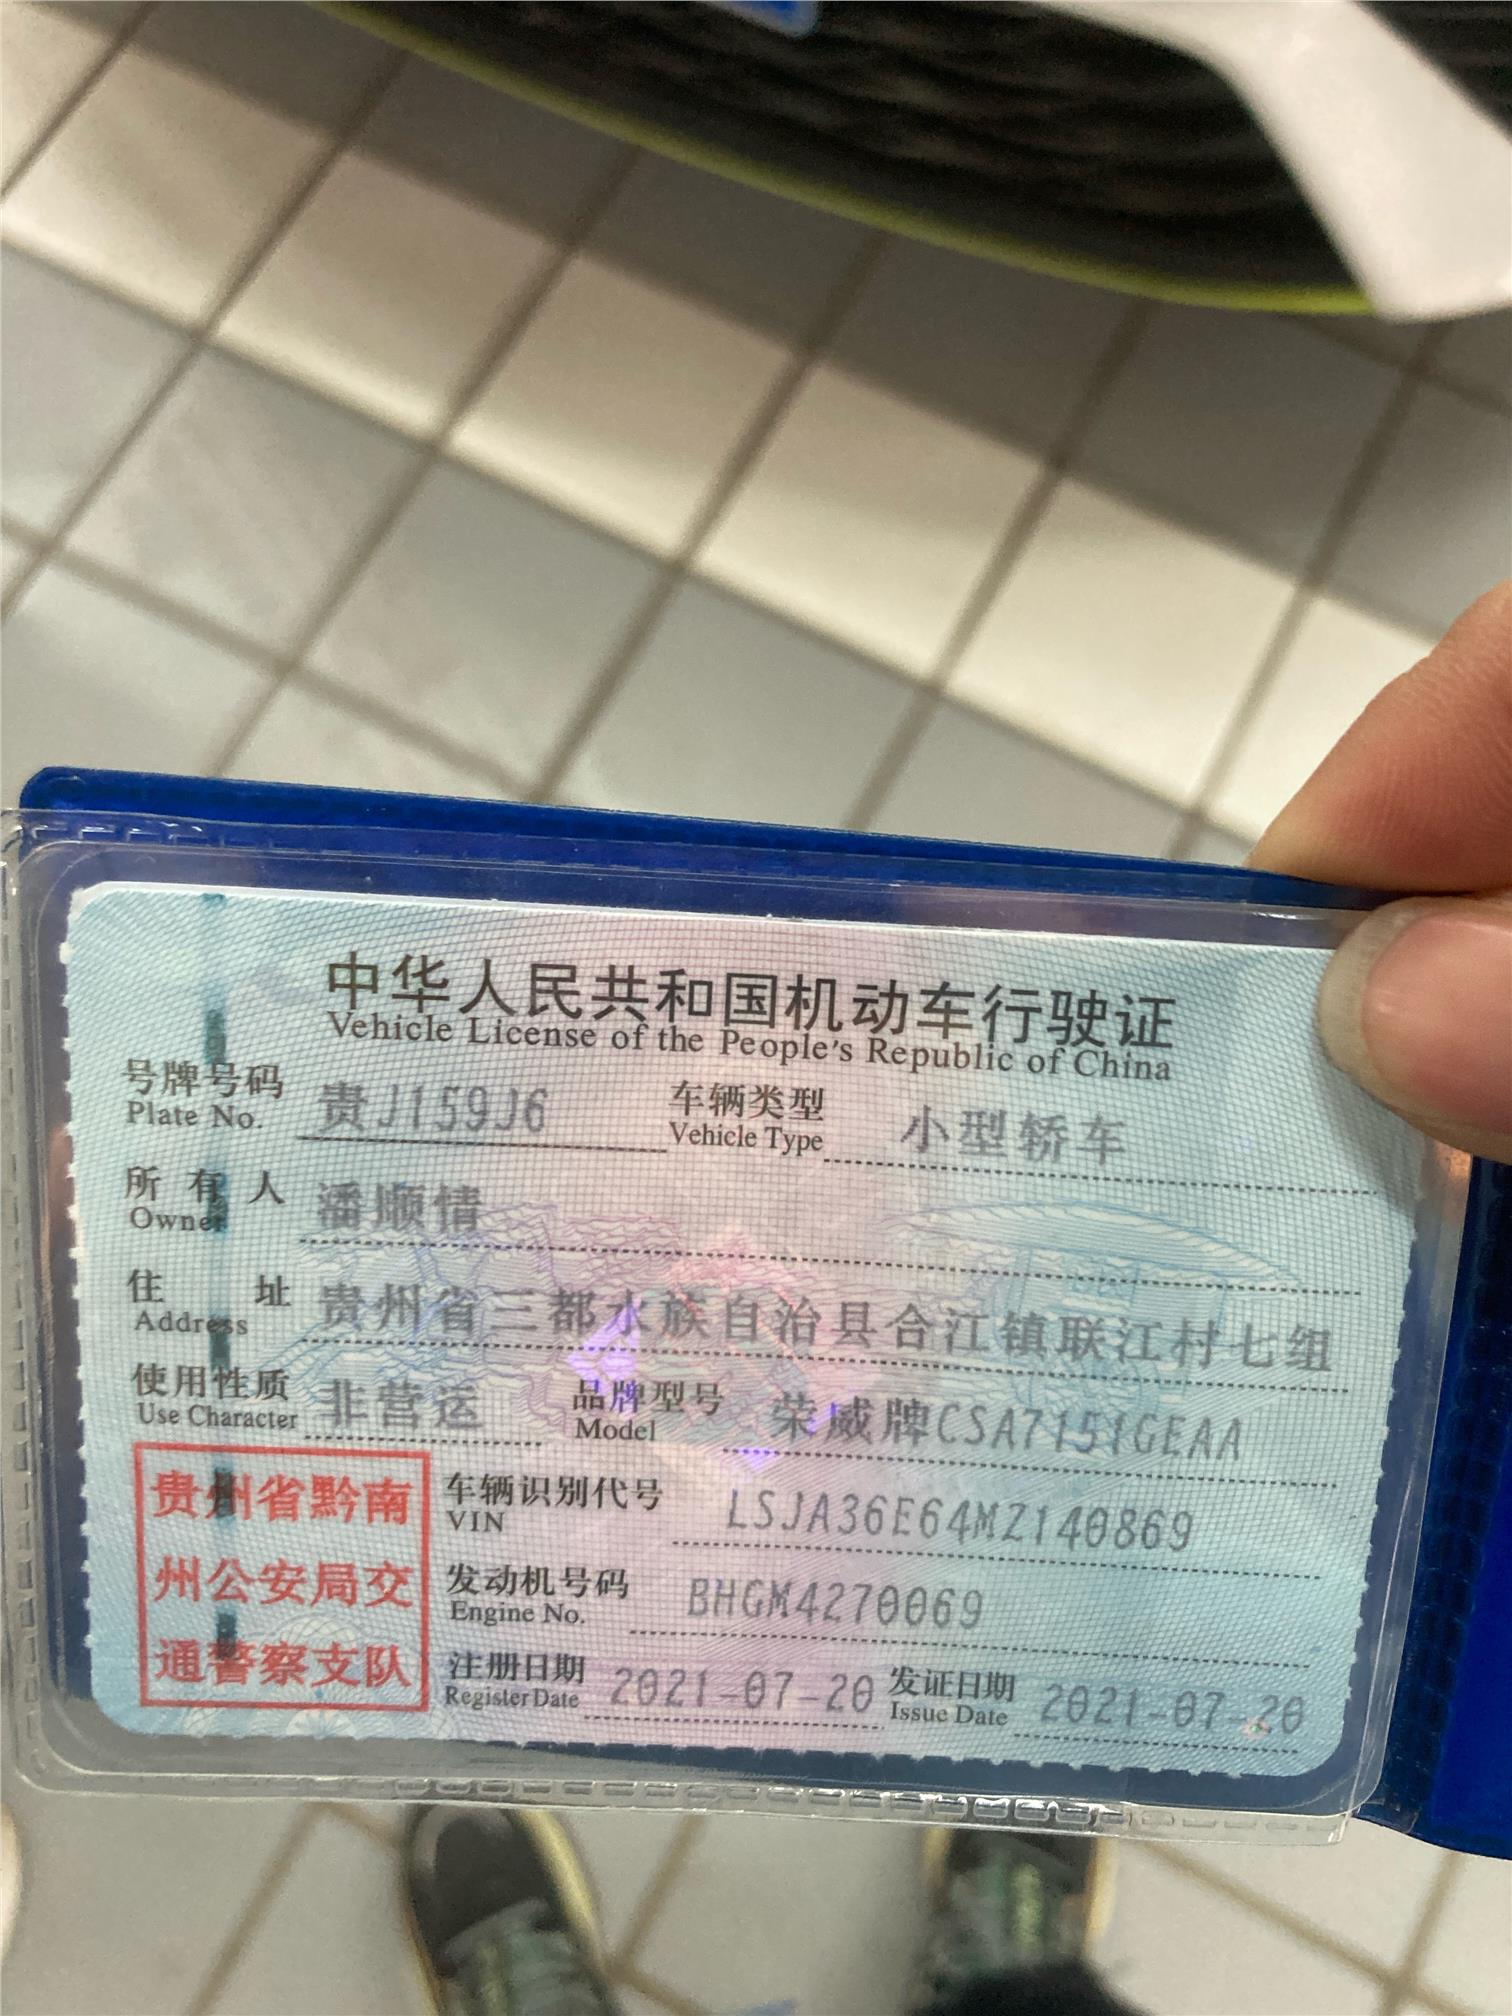 中华人民共和国机动车行驶证
Vehicle License of the People's Republic of China
号牌号码 贵J159J6 车辆类型 小型轿车
Plate No. Vehicle Type
所有人 潘顺情
Owner
住址 贵州省三都水族自治县合江镇联江村七组
Address
使用性质 非营运 品牌型号 荣威牌CSA7151GEAA
Use Character Model
贵州省黔南
州公安局交
通警察支队
车辆识别代号 LSJA36E64MZ140869
VIN
发动机号码 BHGM4270069
Engine No.
注册日期 2021-07-20 发证日期 2021-07-20
Register Date Issue Date